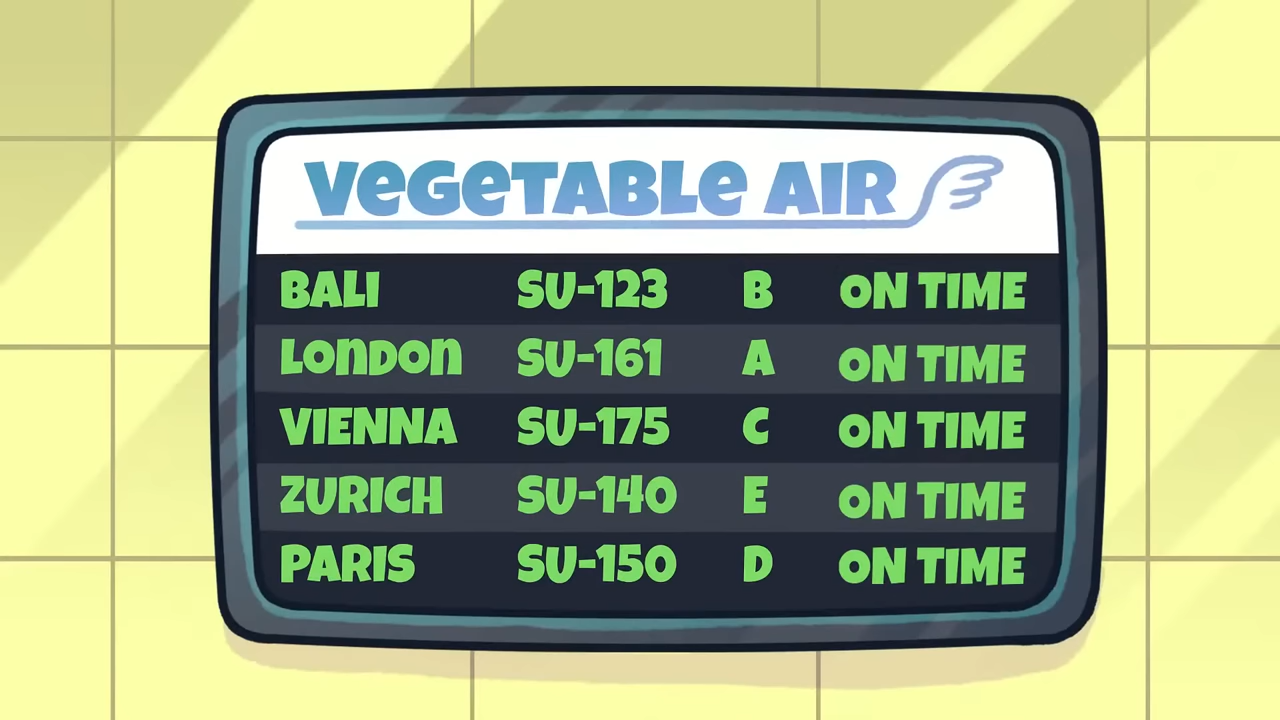 VEGETABLE AIR
BALI SU-123 B ON TIME
LONDON SU-161 A ON TIME
VIENNA SU-175 C ON TIME
ZURICH SU-140 E ON TIME
PARIS SU-150 D ON TIME